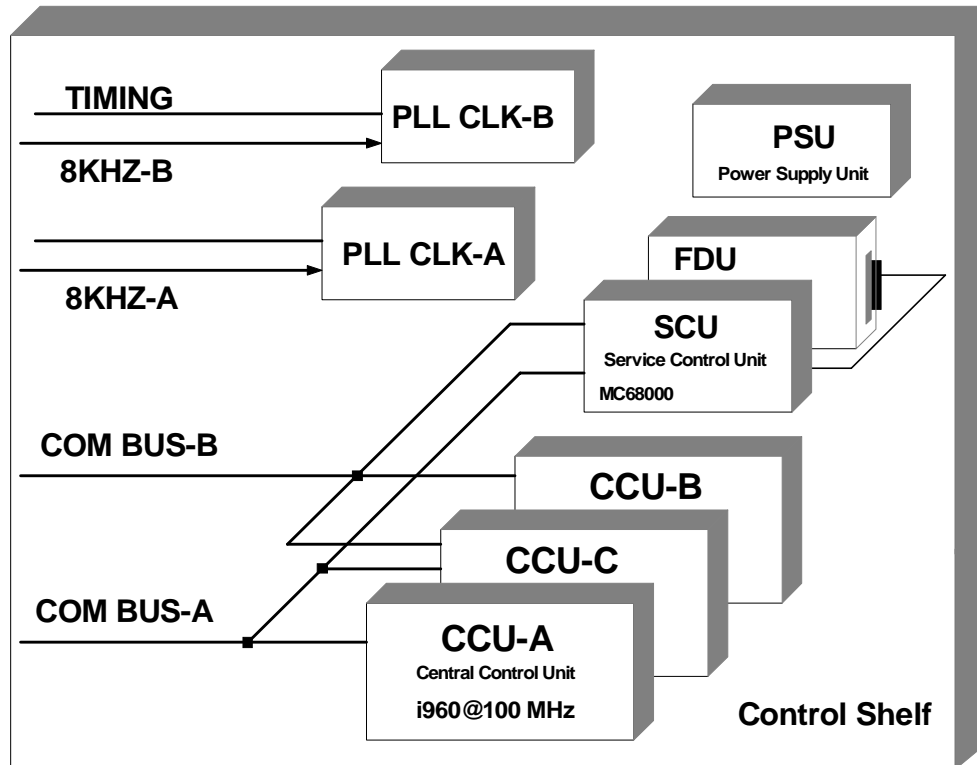 TIMING
PLL CLK-B
8KHZ-B
PSU
Power Supply Unit
PLL CLK-A
8KHZ-A
FDU
SCU
Service Control Unit
MC68000
COM BUS-B
CCU-B
CCU-C
COM BUS-A
CCU-A
Central Control Unit
i960@100 MHz
Control Shelf